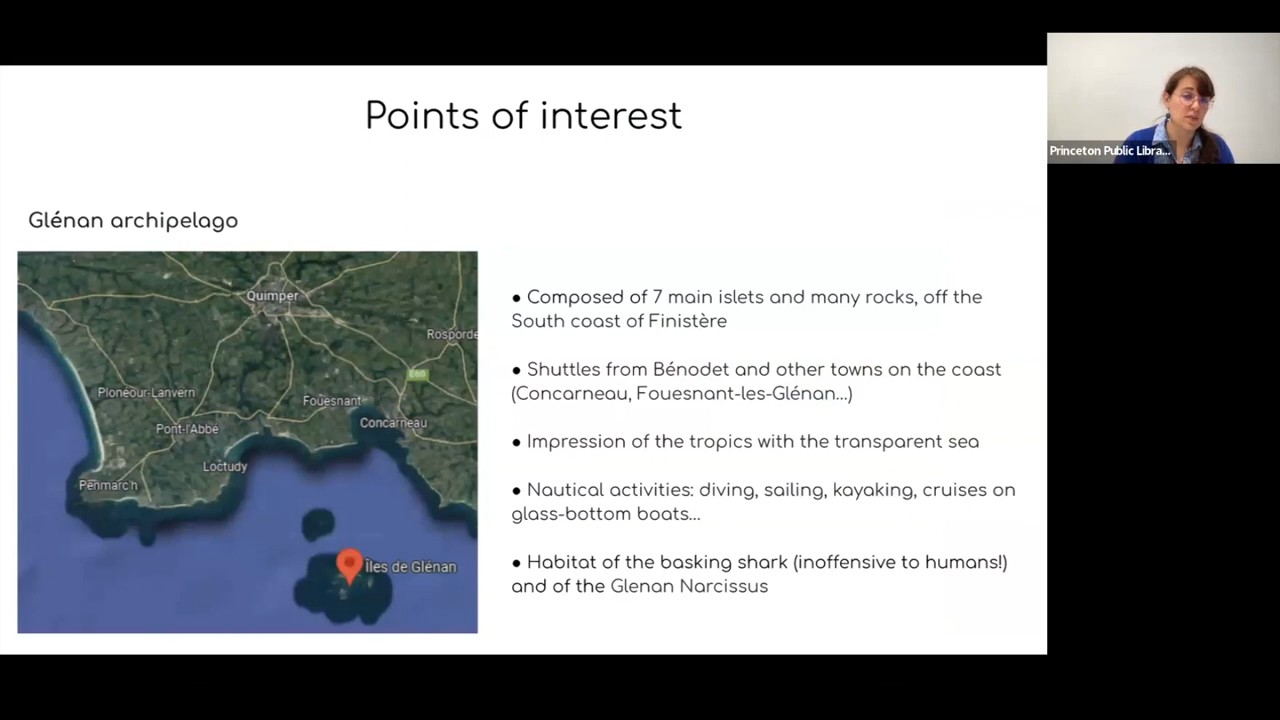 Points of interest
Princeton Public Libra...
Glénan archipelago
Quimper
Rosporde
E60
Plonéour-Lanvern
Fouesnant
Pont-l'Abbé
Concarneau
Loctudy
Penmarch
Îles de Glénan
● Composed of 7 main islets and many rocks, off the
South coast of Finistère
● Shuttles from Bénodet and other towns on the coast
(Concarneau, Fouesnant-les-Glénan...)
● Impression of the tropics with the transparent sea
● Nautical activities: diving, sailing, kayaking, cruises on
glass-bottom boats...
● Habitat of the basking shark (inoffensive to humans!)
and of the Glenan Narcissus